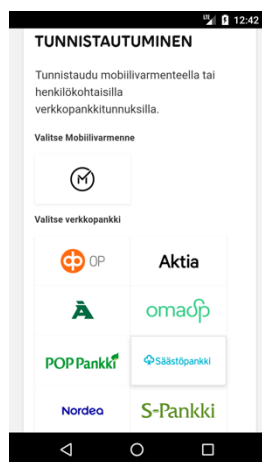 LTE 12:42
TUNNISTAUTUMINEN
Tunnistaudu mobiilivarmenteella tai
henkilökohtaisilla
verkkopankkitunnuksilla.
Valitse Mobiilivarmenne
M
Valitse verkkopankki
OP Aktia
Å omasp
POP Pankki Säästöpankki
Nordea S-Pankki